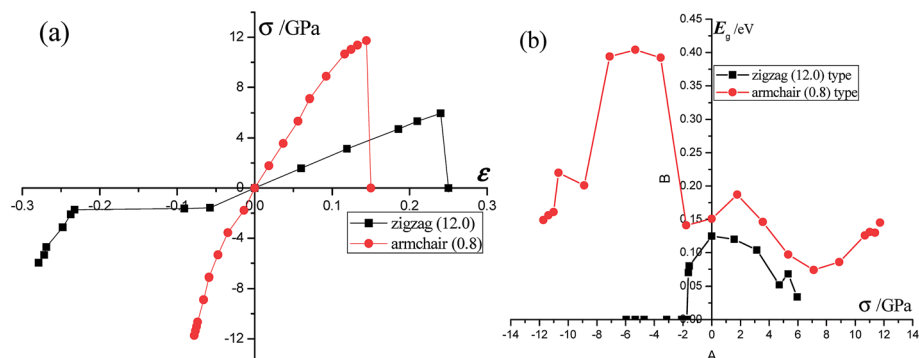 (a)
σ /GPa
12
8
4
0
-4
-8
-12
-0.3 -0.2 -0.1 0.0 0.1 0.2 0.3
ε
zigzag (12.0)
armchair (0.8)
(b)
E g /eV
0.45
0.40
0.35
0.30
0.25
B
0.20
0.15
0.10
0.05
0.00
zigzag (12.0) type
armchair (0.8) type
σ /GPa
-14 -12 -10 -8 -6 -4 -2 0 2 4 6 8 10 12 14
A